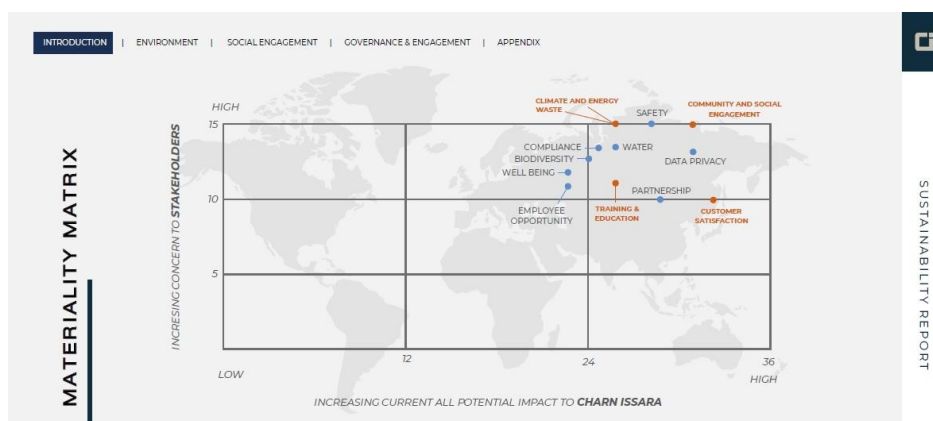 INTRODUCTION | ENVIRONMENT | SOCIAL ENGAGEMENT | GOVERNANCE & ENGAGEMENT | APPENDIX
MATERIALITY MATRIX
INCRESING CONCERN TO STAKEHOLDERS
HIGH
15
10
5
CLIMATE AND ENERGY
WASTE
SAFETY
COMMUNITY AND SOCIAL
ENGAGEMENT
COMPLIANCE
WATER
BIODIVERSITY
DATA PRIVACY
WELL BEING
PARTNERSHIP
EMPLOYEE
OPPORTUNITY
TRAINING &
EDUCATION
CUSTOMER
SATISFACTION
12
24
36
LOW
HIGH
INCREASING CURRENT ALL POTENTIAL IMPACT TO CHARN ISSARA
SUSTAINABILITY REPORT